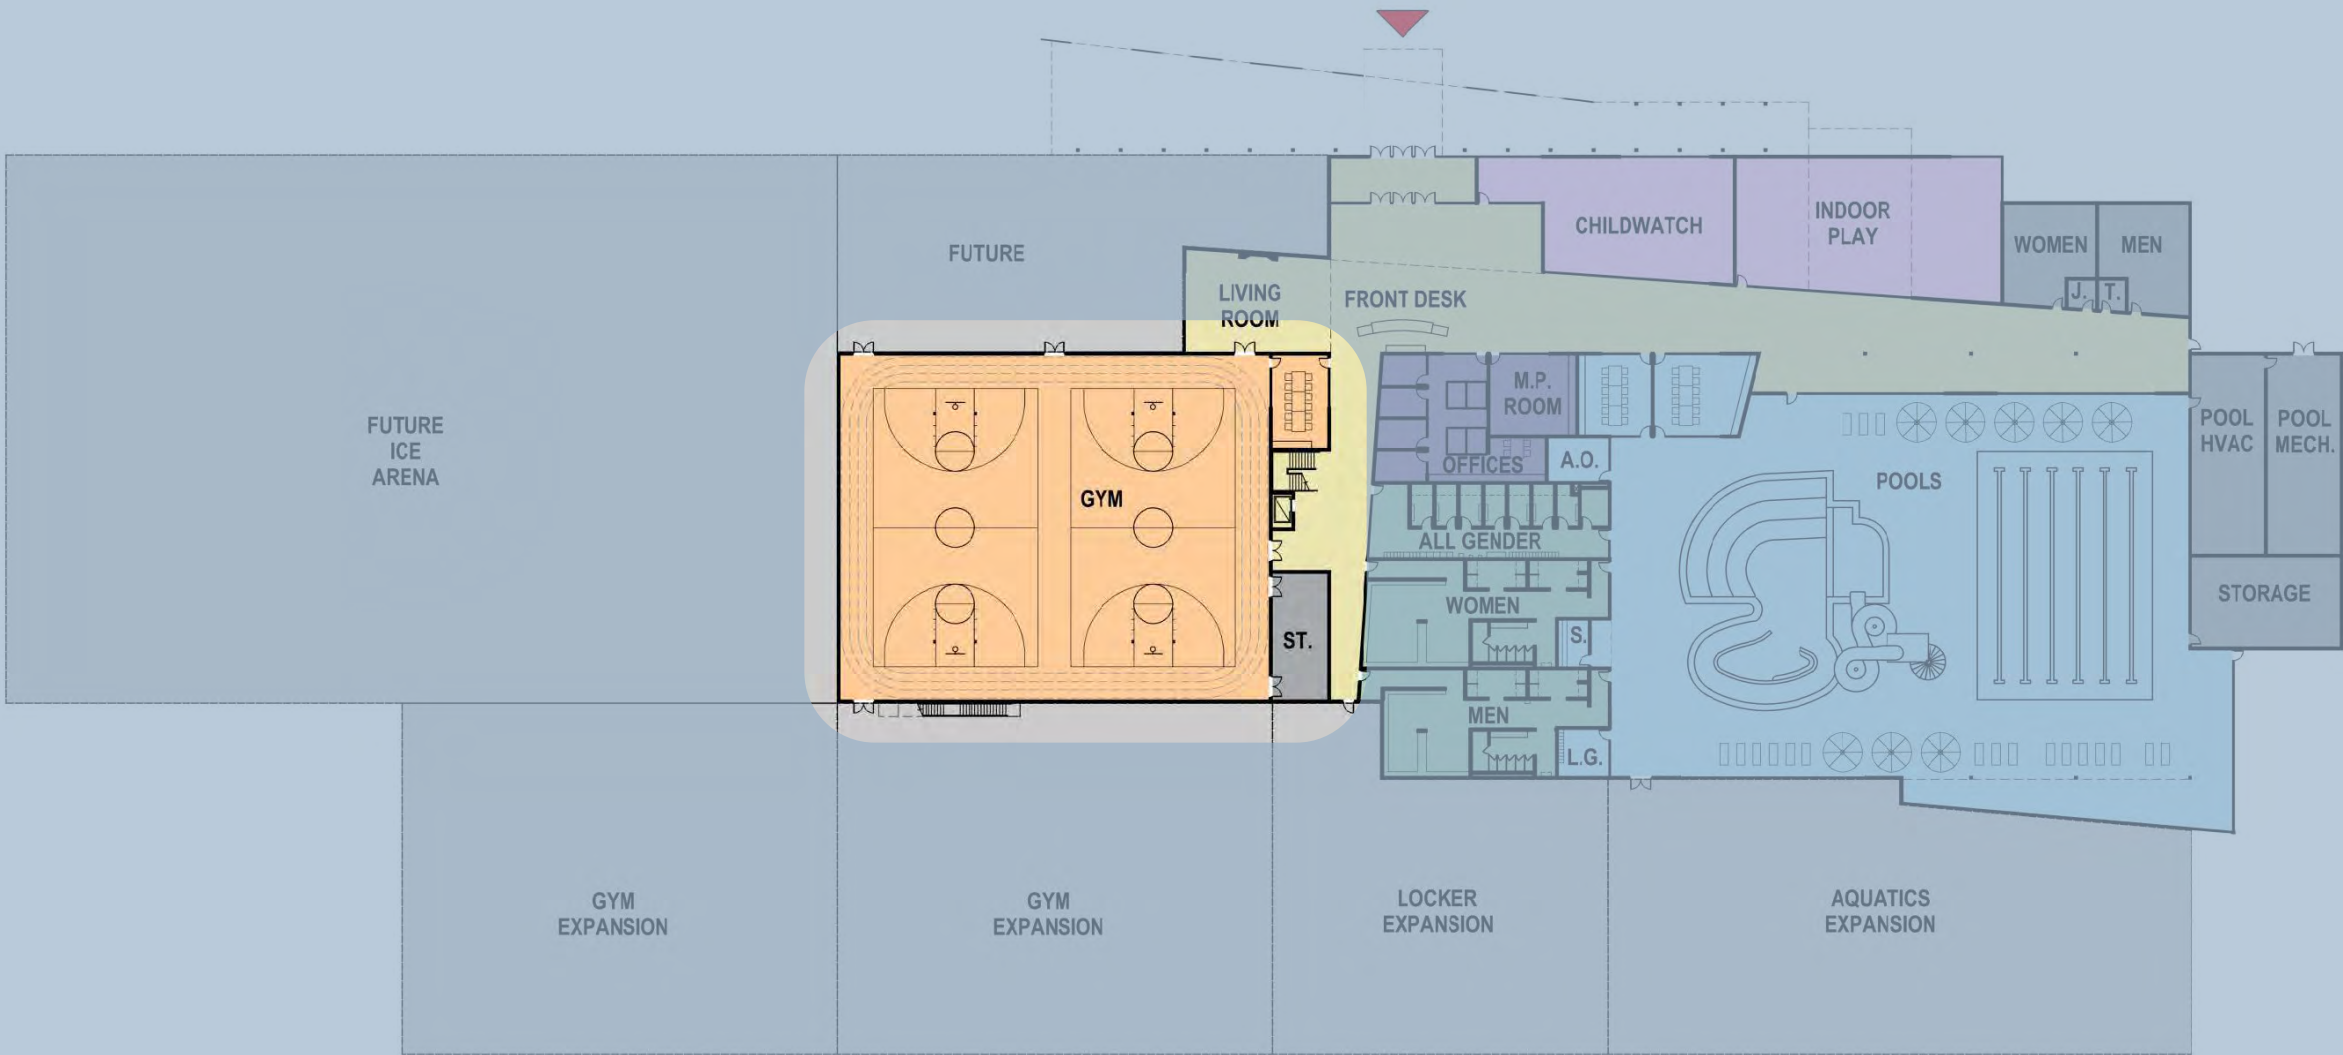 FUTURE
ICE
ARENA
FUTURE
LIVING
ROOM
FRONT DESK
CHILDWATCH
INDOOR
PLAY
WOMEN
MEN
J.
T.
GYM
ST.
M.P.
ROOM
OFFICES
A.O.
ALL GENDER
WOMEN
S.
MEN
L.G.
POOLS
POOL
HVAC
POOL
MECH.
STORAGE
GYM
EXPANSION
GYM
EXPANSION
LOCKER
EXPANSION
AQUATICS
EXPANSION